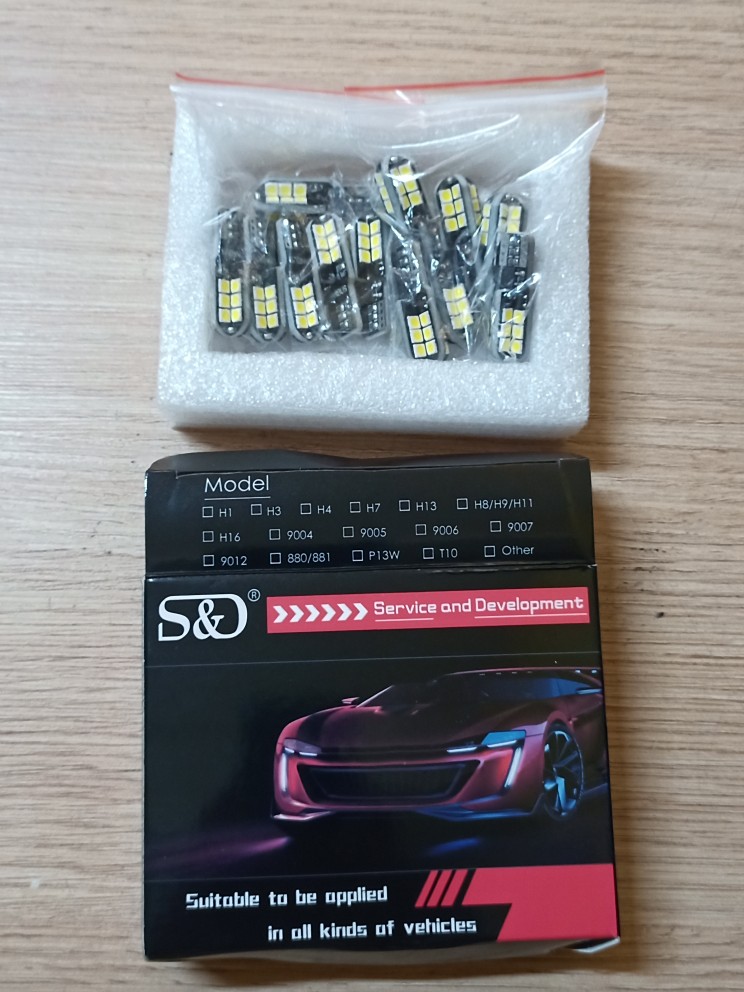 Model
☐ H1 ☐ H3 ☐ H4 ☐ H7 ☐ H13 ☐ H8/H9/H11
☐ H16 ☐ 9004 ☐ 9005 ☐ 9006 ☐ 9007
☐ 9012 ☐ 880/881 ☐ P13W ☐ T10 ☐ Other
S&D® Service and Development
Suitable to be applied
in all kinds of vehicles